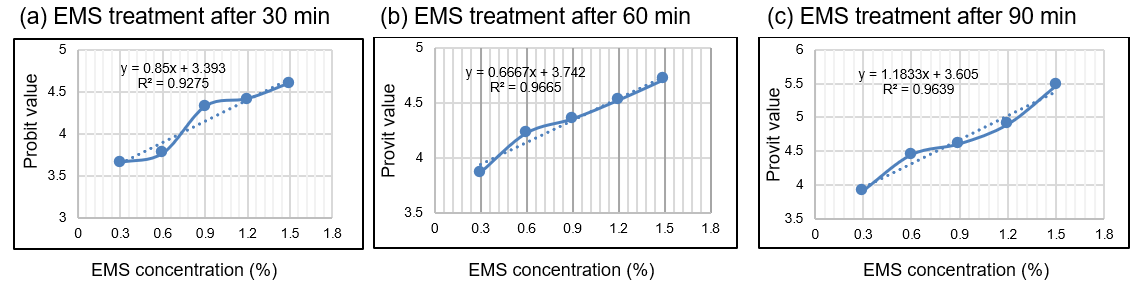 (a) EMS treatment after 30 min
5
4.5
4
3.5
3
Probit value
y = 0.85x + 3.393
R² = 0.9275
0 0.3 0.6 0.9 1.2 1.5 1.8
EMS concentration (%)
(b) EMS treatment after 60 min
5
4.5
4
3.5
Provit value
y = 0.6667x + 3.742
R² = 0.9665
0 0.3 0.6 0.9 1.2 1.5 1.8
EMS concentration (%)
(c) EMS treatment after 90 min
6
5.5
5
4.5
4
3.5
Provit value
y = 1.1833x + 3.605
R² = 0.9639
0 0.3 0.6 0.9 1.2 1.5 1.8
EMS concentration (%)